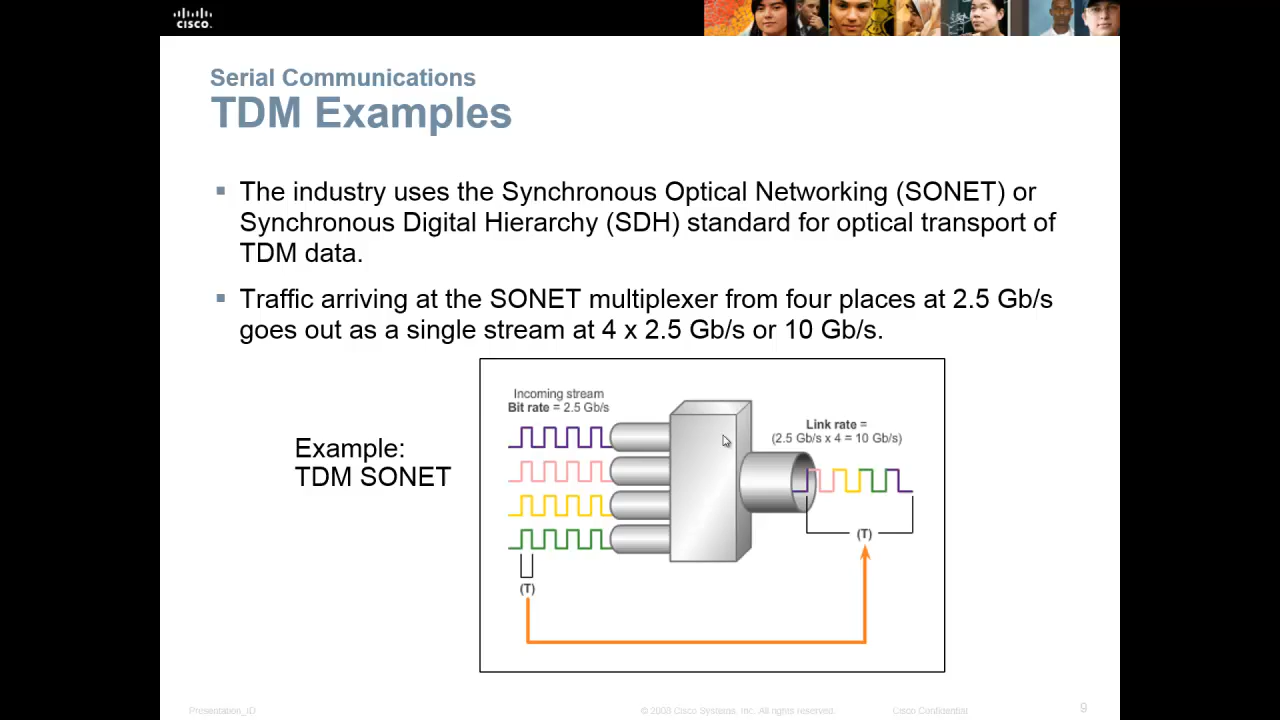 CISCO.
Serial Communications
TDM Examples
The industry uses the Synchronous Optical Networking (SONET) or
Synchronous Digital Hierarchy (SDH) standard for optical transport of
TDM data.
Traffic arriving at the SONET multiplexer from four places at 2.5 Gb/s
goes out as a single stream at 4 x 2.5 Gb/s or 10 Gb/s.
Incoming stream
Bit rate = 2.5 Gb/s
Link rate =
(2.5 Gb/s x 4 = 10 Gb/s)
Example:
TDM SONET
(T)
(T)
Presentation_ID
© 2008 Cisco Systems, Inc. All rights reserved.
Cisco Confidential
9